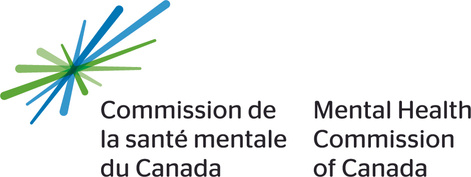 Commission de
la santé mentale
du Canada
Mental Health
Commission
of Canada